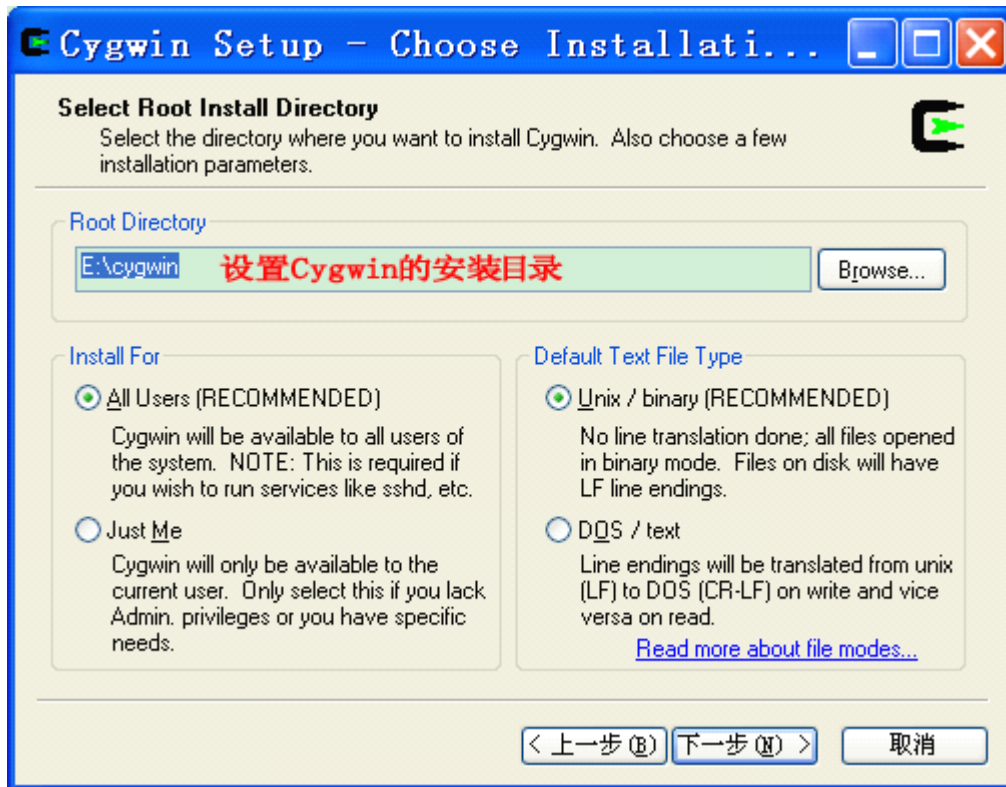 Cygwin Setup - Choose Installati...
Select Root Install Directory
Select the directory where you want to install Cygwin. Also choose a few
installation parameters.
Root Directory
E:\cygwin 设置Cygwin的安装目录
Browse...
Install For
All Users (RECOMMENDED)
Cygwin will be available to all users of
the system. NOTE: This is required if
you wish to run services like sshd, etc.
Just Me
Cygwin will only be available to the
current user. Only select this if you lack
Admin. privileges or you have specific
needs.
Default Text File Type
Unix / binary (RECOMMENDED)
No line translation done; all files opened
in binary mode. Files on disk will have
LF line endings.
DOS / text
Line endings will be translated from unix
(LF) to DOS (CR-LF) on write and vice
versa on read.
Read more about file modes...
< 上一步(B)
下一步(N) >
取消